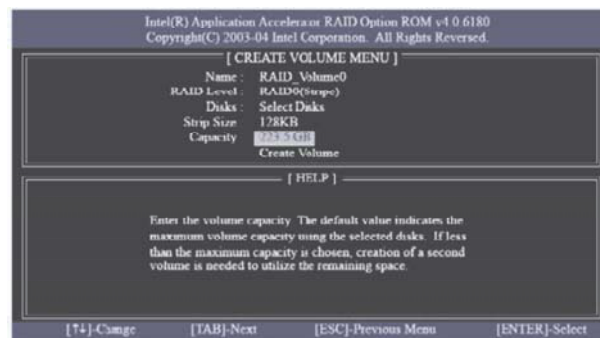 Intel(R) Application Accelerator RAID Option ROM v4.0 6180
Copyright(C) 2003-04 Intel Corporation. All Rights Reversed.
[ CREATE VOLUME MENU ]
Name : RAID_Volume0
RAID Level : RAID0(Stripe)
Disks : Select Disks
Strip Size 128KB
Capacity 223.5 GB
Create Volume
[ HELP ]
Enter the volume capacity. The default value indicates the
maximum volume capacity using the selected disks. If less
than the maximum capacity is chosen, creation of a second
volume is needed to utilize the remaining space.
[↑↓]-Change [TAB]-Next [ESC]-Previous Menu [ENTER]-Select